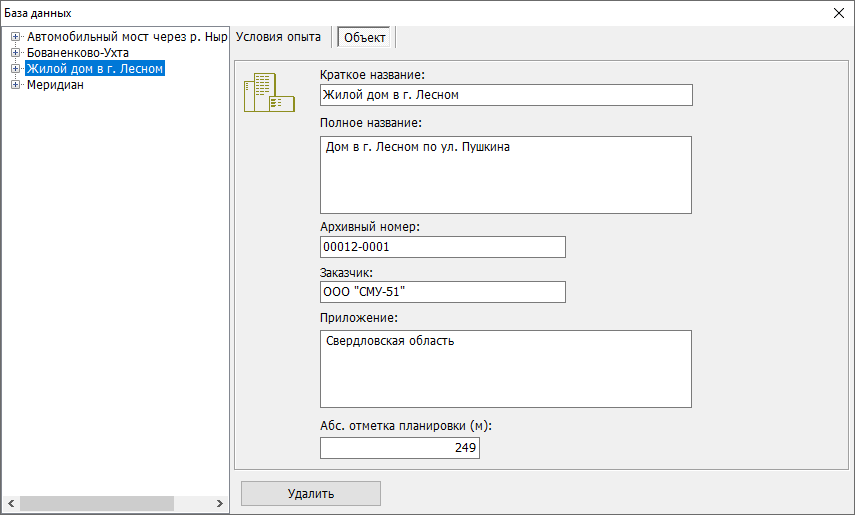 База данных
Автомобильный мост через р. Ныр
Бованенково-Ухта
Жилой дом в г. Лесном
Меридиан
Условия опыта
Объект
Краткое название:
Жилой дом в г. Лесном
Полное название:
Дом в г. Лесном по ул. Пушкина
Архивный номер:
00012-0001
Заказчик:
ООО "СМУ-51"
Приложение:
Свердловская область
Абс. отметка планировки (м):
249
Удалить